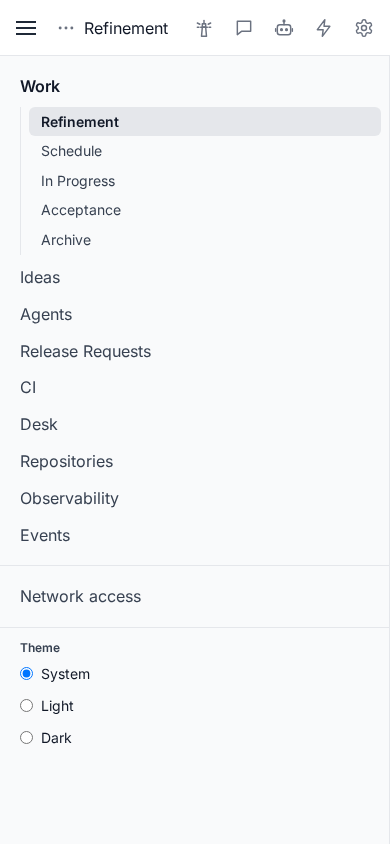 Refinement
Work
Refinement
Schedule
In Progress
Acceptance
Archive
Ideas
Agents
Release Requests
CI
Desk
Repositories
Observability
Events
Network access
Theme
System
Light
Dark